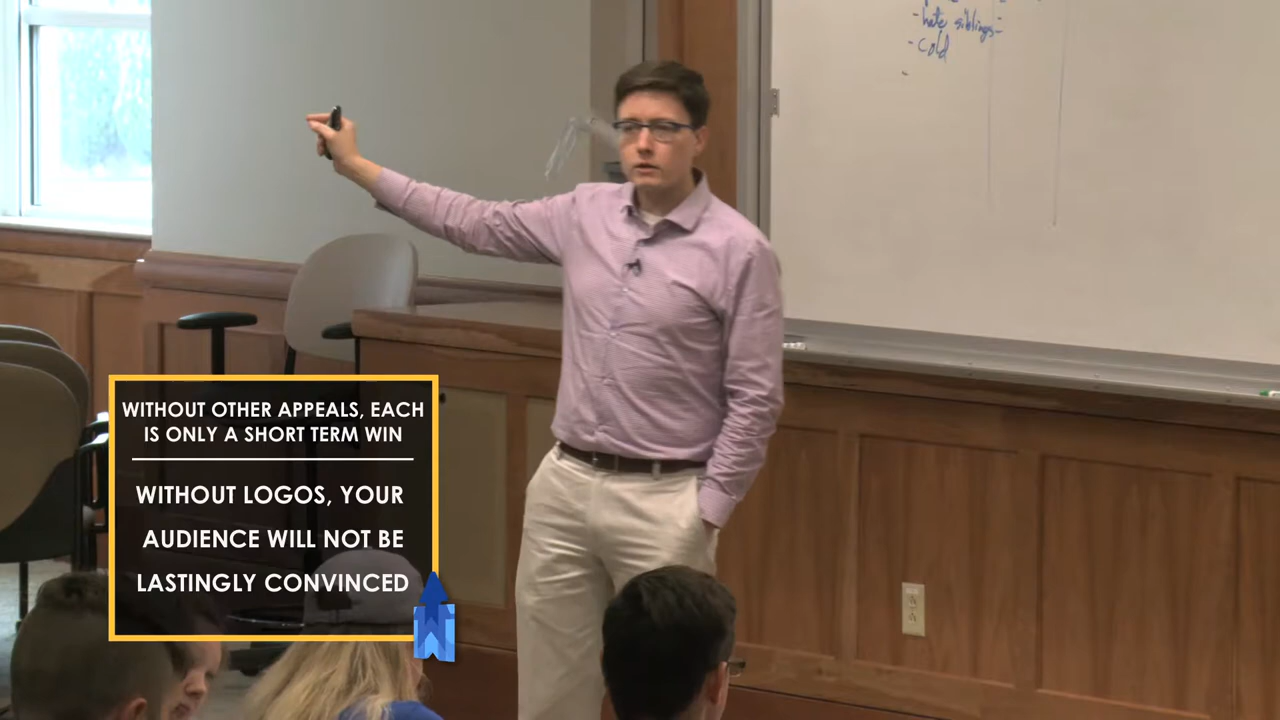 - hate siblings -
- cold
WITHOUT OTHER APPEALS, EACH
IS ONLY A SHORT TERM WIN
WITHOUT LOGOS, YOUR
AUDIENCE WILL NOT BE
LASTINGLY CONVINCED